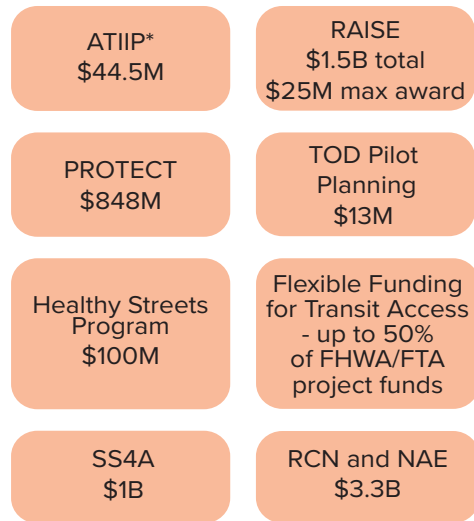 ATIIP*
$44.5M
RAISE
$1.5B total
$25M max award
PROTECT
$848M
TOD Pilot
Planning
$13M
Healthy Streets
Program
$100M
Flexible Funding
for Transit Access
- up to 50%
of FHWA/FTA
project funds
SS4A
$1B
RCN and NAE
$3.3B